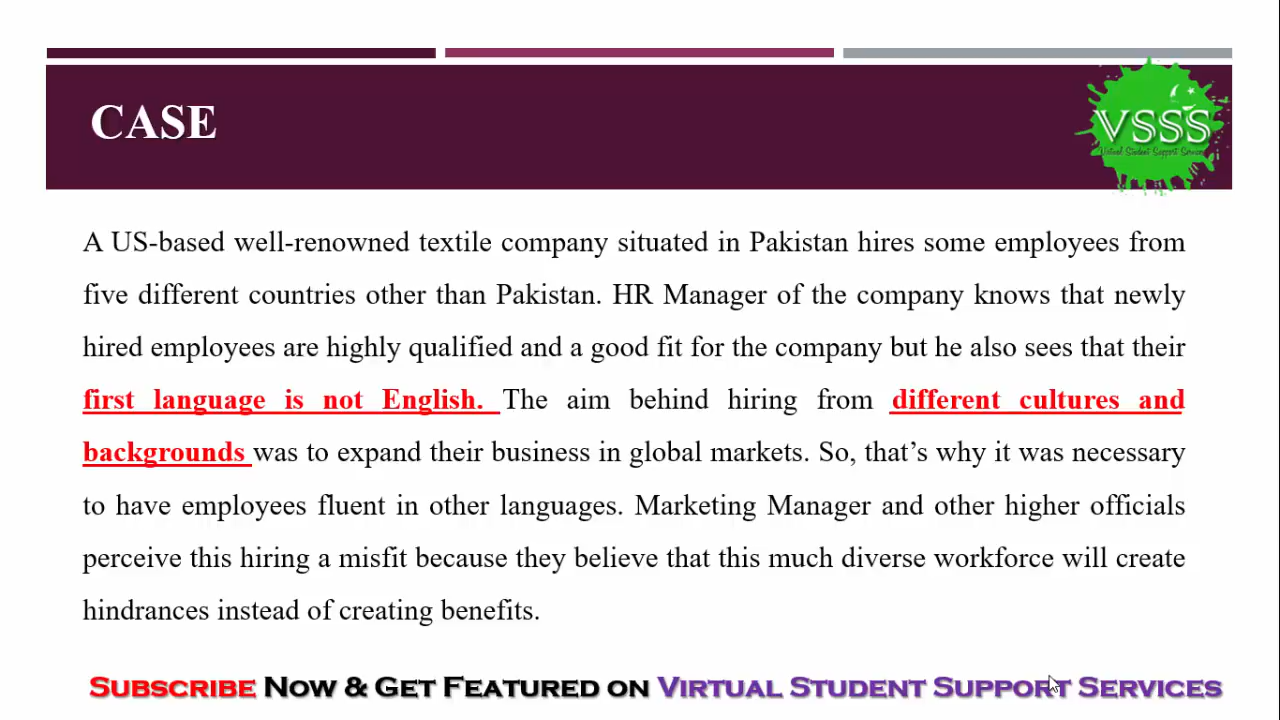 CASE
VSSS
Virtual Student Support Services
A US-based well-renowned textile company situated in Pakistan hires some employees from
five different countries other than Pakistan. HR Manager of the company knows that newly
hired employees are highly qualified and a good fit for the company but he also sees that their
first language is not English. The aim behind hiring from different cultures and
backgrounds was to expand their business in global markets. So, that’s why it was necessary
to have employees fluent in other languages. Marketing Manager and other higher officials
perceive this hiring a misfit because they believe that this much diverse workforce will create
hindrances instead of creating benefits.
Subscribe Now & Get Featured on Virtual Student Support Services